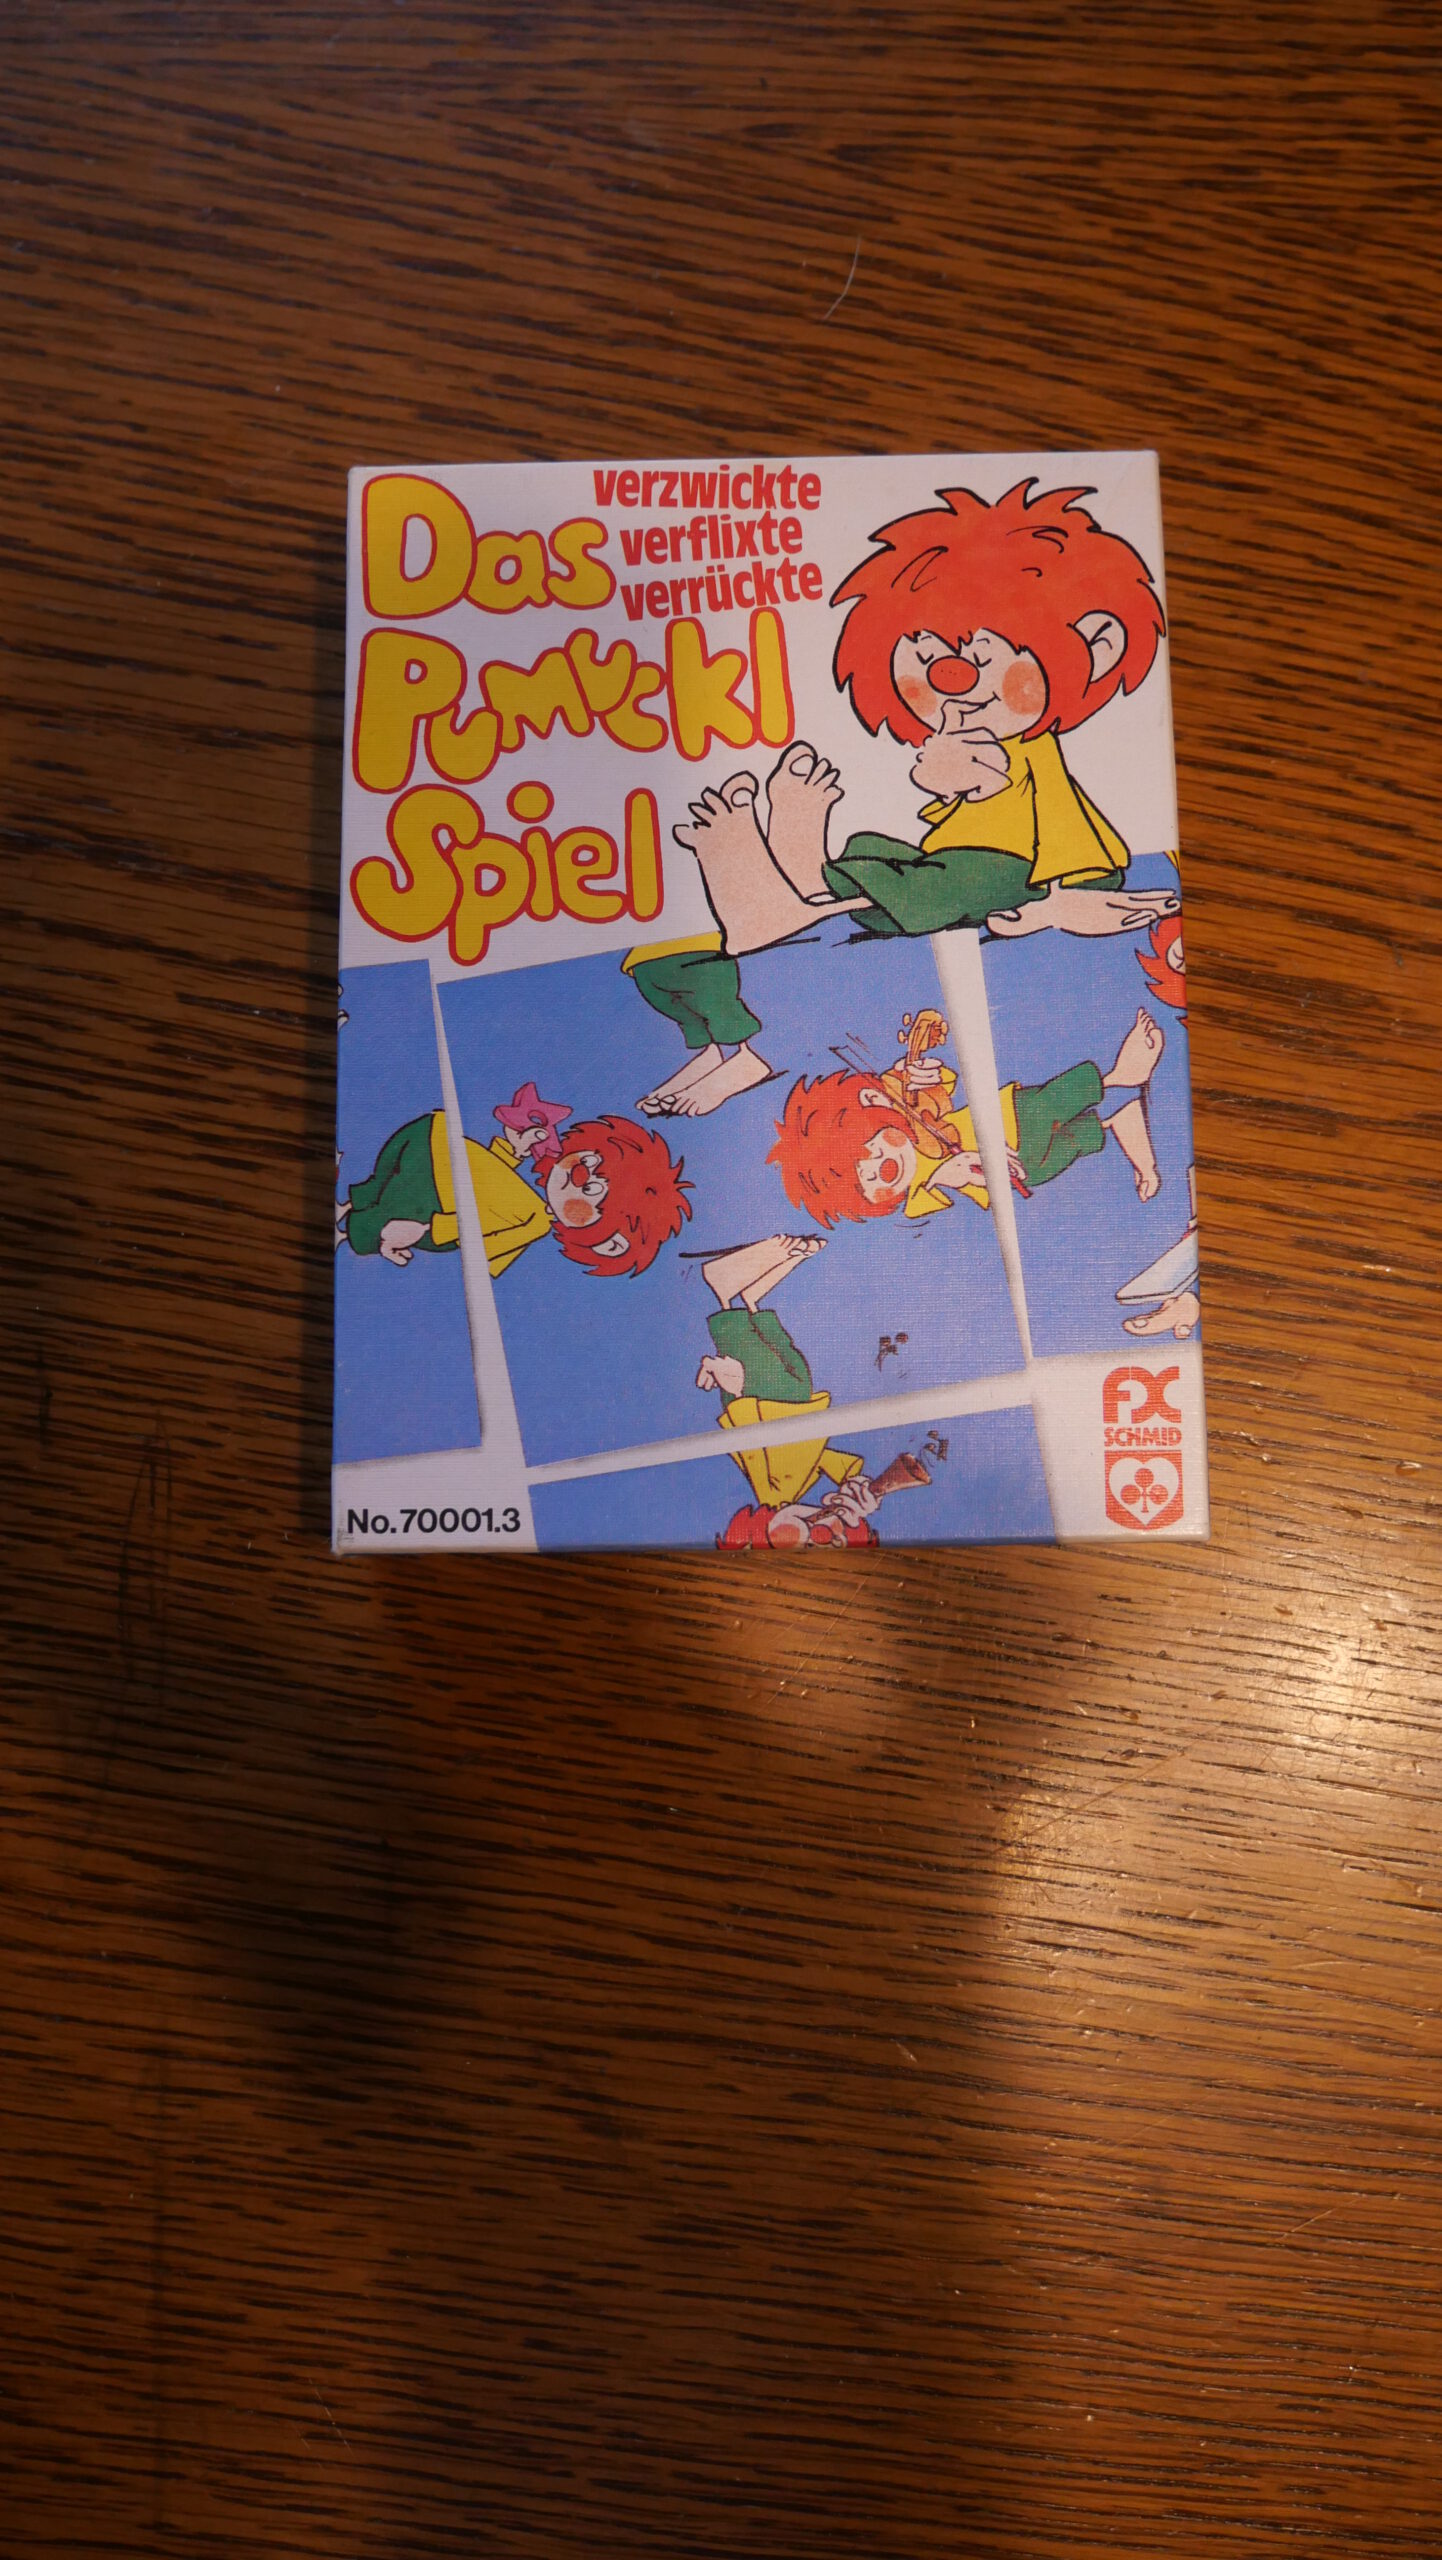 Das
verzwickte
verflixte
verrückte
Pumuckl
Spiel
No.70001.3
FX
SCHMID